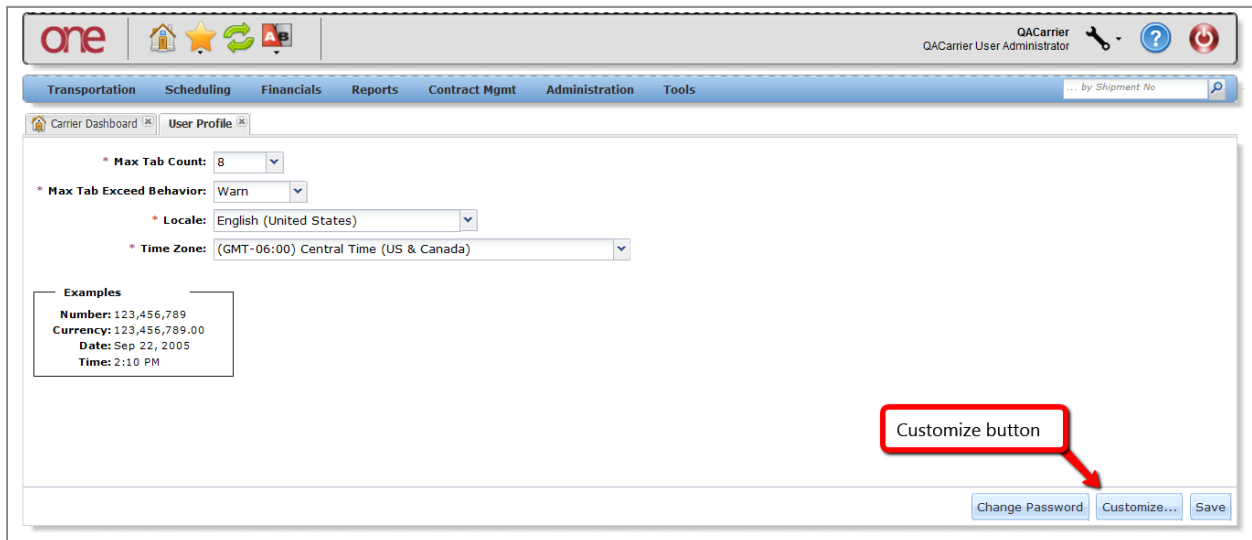 one
AB
QACarrier
QACarrier User Administrator
?
Transportation Scheduling Financials Reports Contract Mgmt Administration Tools
... by Shipment No
Carrier Dashboard User Profile
* Max Tab Count: 8
* Max Tab Exceed Behavior: Warn
* Locale: English (United States)
* Time Zone: (GMT-06:00) Central Time (US & Canada)
Examples
Number: 123,456,789
Currency: 123,456,789.00
Date: Sep 22, 2005
Time: 2:10 PM
Customize button
Change Password Customize... Save